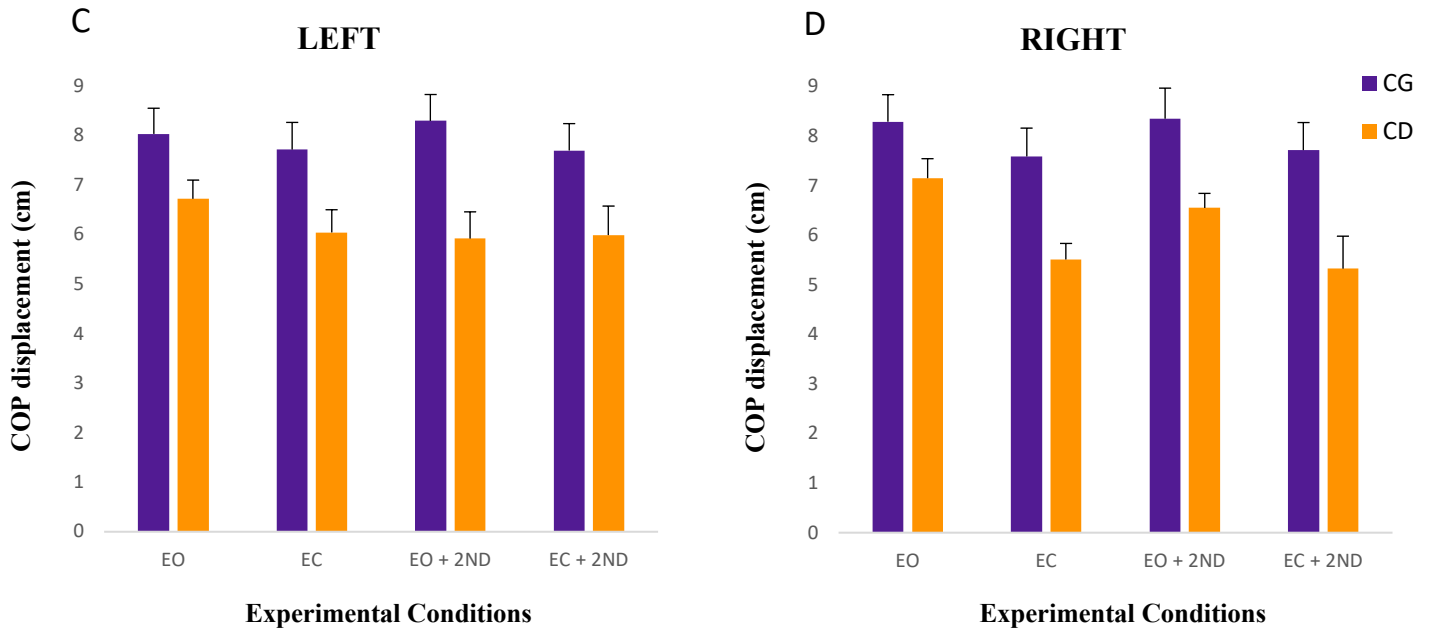 C
LEFT
9
8
7
6
5
4
3
2
1
0
COP displacement (cm)
EO EC EO + 2ND EC + 2ND
Experimental Conditions
D
RIGHT
9
8
7
6
5
4
3
2
1
0
COP displacement (cm)
EO EC EO + 2ND EC + 2ND
Experimental Conditions
CG
CD